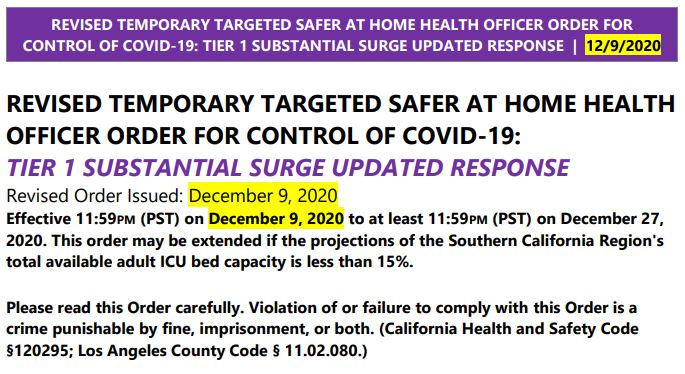 REVISED TEMPORARY TARGETED SAFER AT HOME HEALTH OFFICER ORDER FOR
CONTROL OF COVID-19: TIER 1 SUBSTANTIAL SURGE UPDATED RESPONSE | 12/9/2020
REVISED TEMPORARY TARGETED SAFER AT HOME HEALTH
OFFICER ORDER FOR CONTROL OF COVID-19:
TIER 1 SUBSTANTIAL SURGE UPDATED RESPONSE
Revised Order Issued: December 9, 2020
Effective 11:59PM (PST) on December 9, 2020 to at least 11:59PM (PST) on December 27,
2020. This order may be extended if the projections of the Southern California Region's
total available adult ICU bed capacity is less than 15%.
Please read this Order carefully. Violation of or failure to comply with this Order is a
crime punishable by fine, imprisonment, or both. (California Health and Safety Code
§120295; Los Angeles County Code § 11.02.080.)